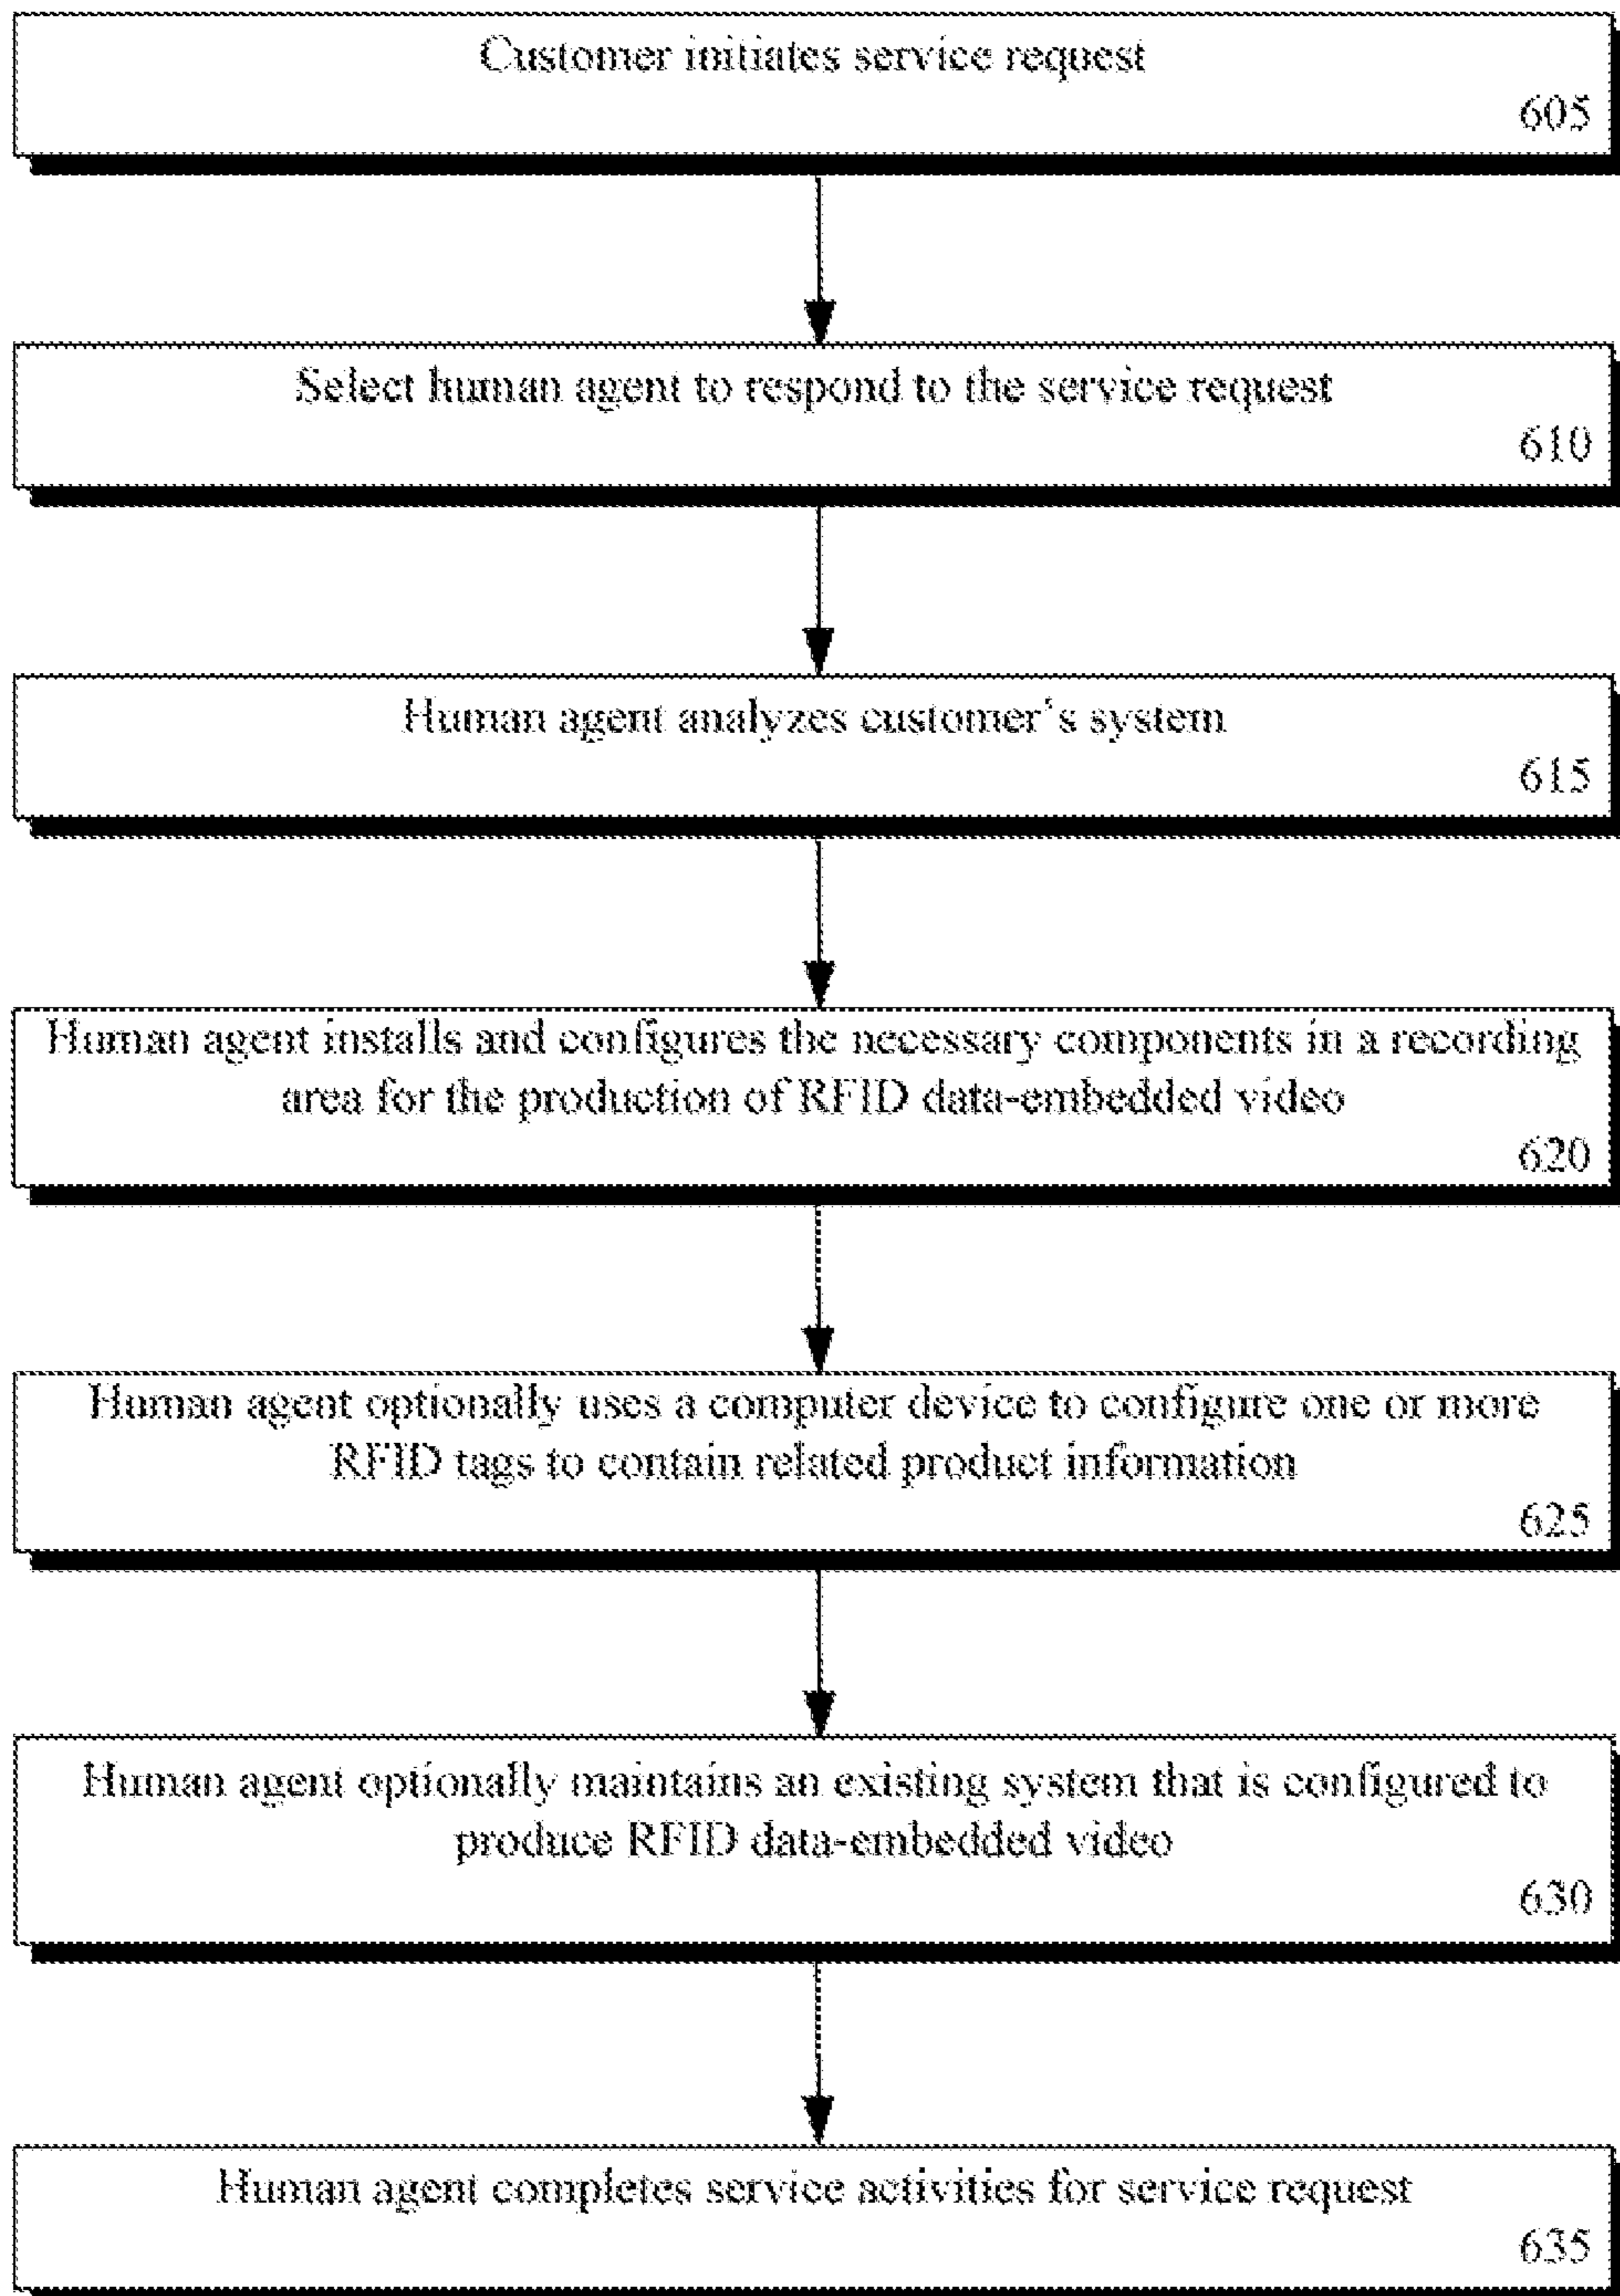 Customer initiates service request
605
Select human agent to respond to the service request
610
Human agent analyzes customer's system
615
Human agent installs and configures the necessary components in a recording
area for the production of RFID data-embedded video
620
Human agent optionally uses a computer device to configure one or more
RFID tags to contain related product information
625
Human agent optionally maintains an existing system that is configured to
produce RFID data-embedded video
630
Human agent completes service activities for service request
635